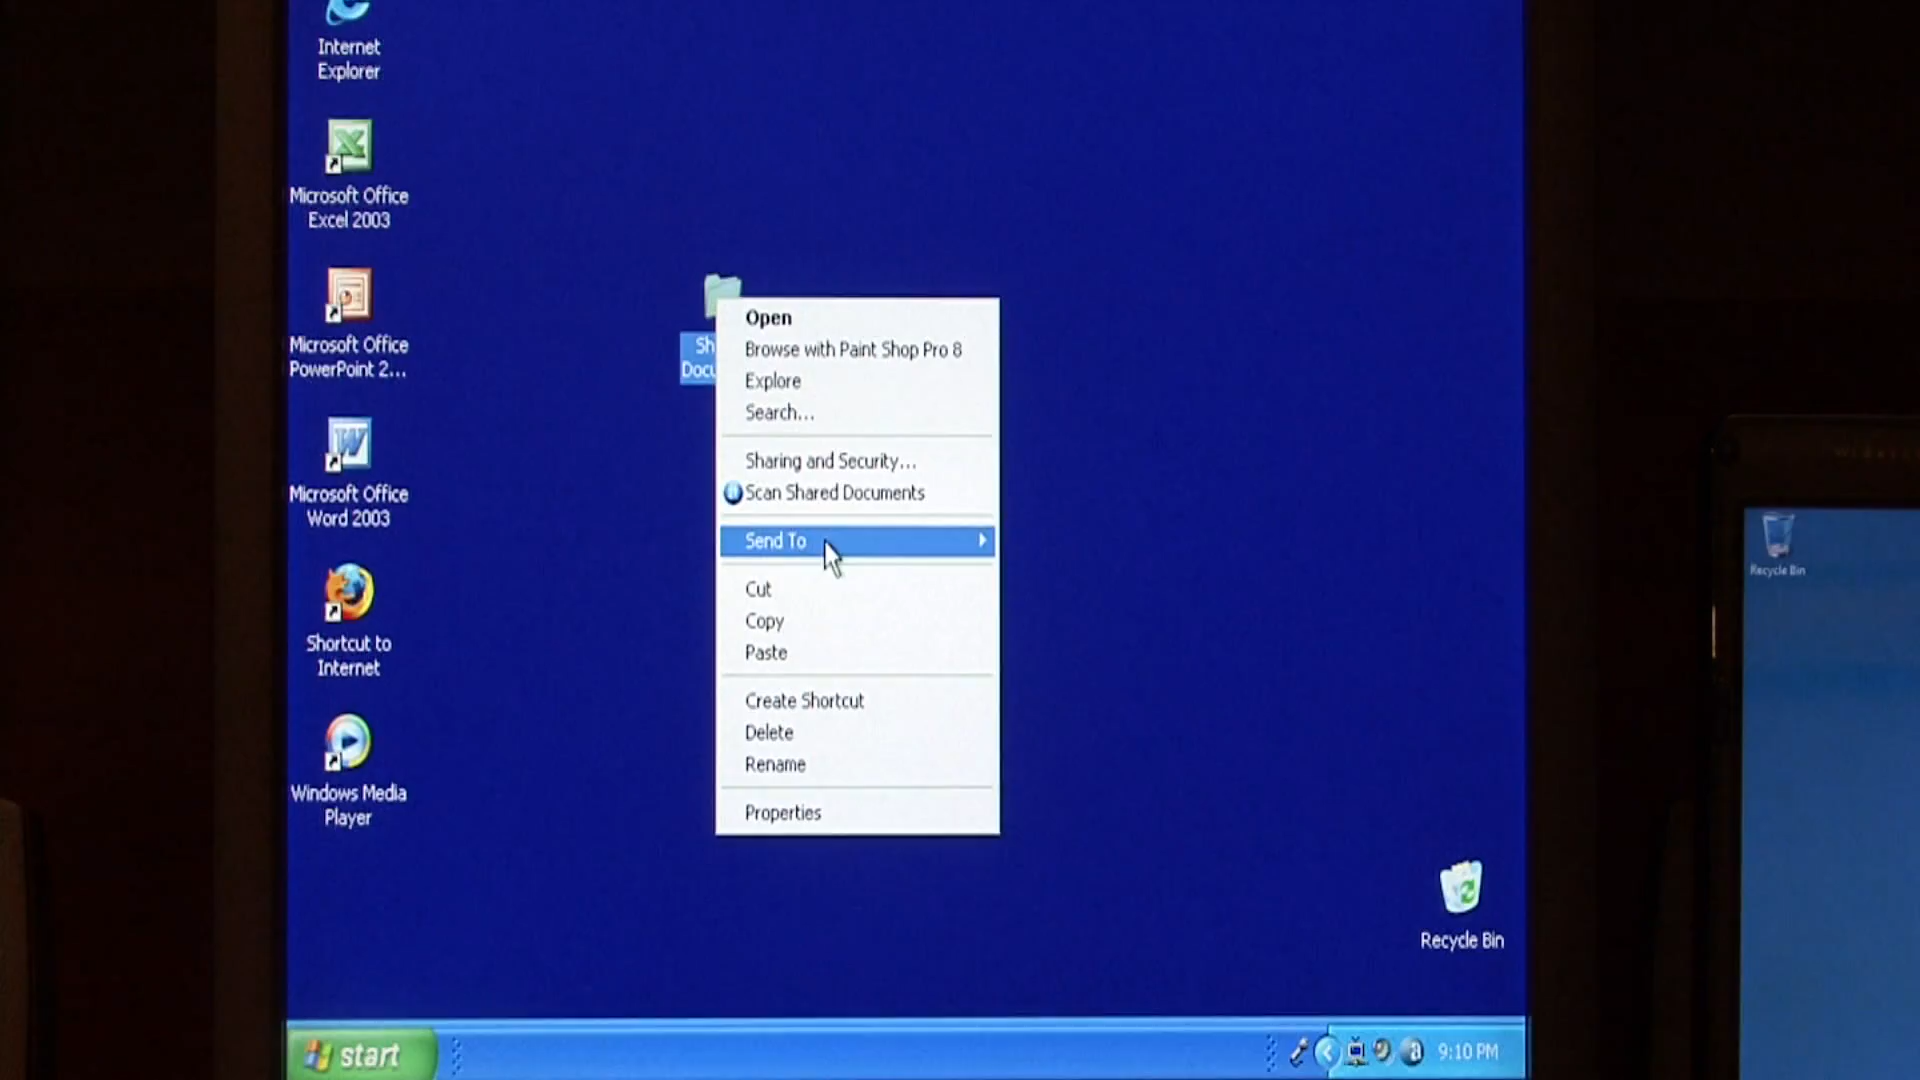 Internet
Explorer
Microsoft Office
Excel 2003
Microsoft Office
PowerPoint 2...
Microsoft Office
Word 2003
Shortcut to
Internet
Windows Media
Player
Sh
Docu
Open
Browse with Paint Shop Pro 8
Explore
Search...
Sharing and Security...
Scan Shared Documents
Send To
Cut
Copy
Paste
Create Shortcut
Delete
Rename
Properties
Recycle Bin
start
9:10 PM
Recycle Bin